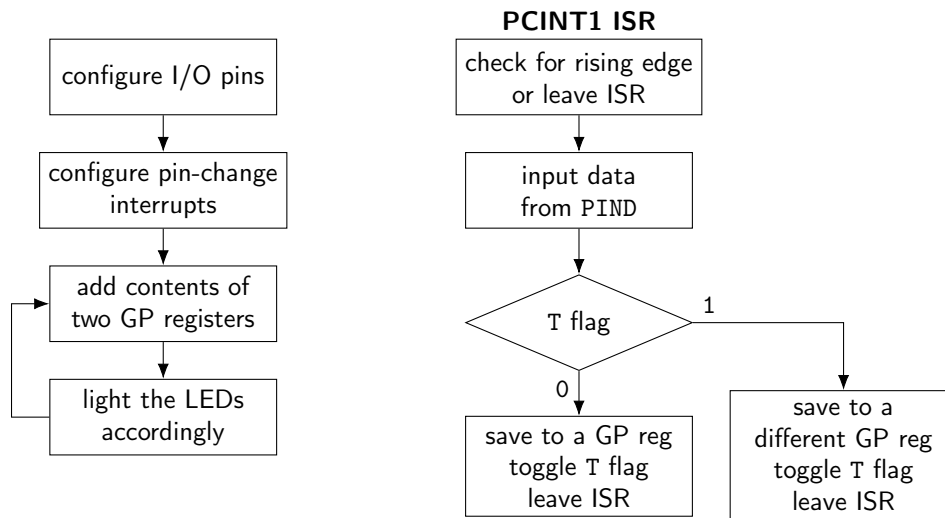 configure I/O pins
configure pin-change
interrupts
add contents of
two GP registers
light the LEDs
accordingly
PCINT1 ISR
check for rising edge
or leave ISR
input data
from PIND
T flag
1
0
save to a GP reg
toggle T flag
leave ISR
save to a
different GP reg
toggle T flag
leave ISR